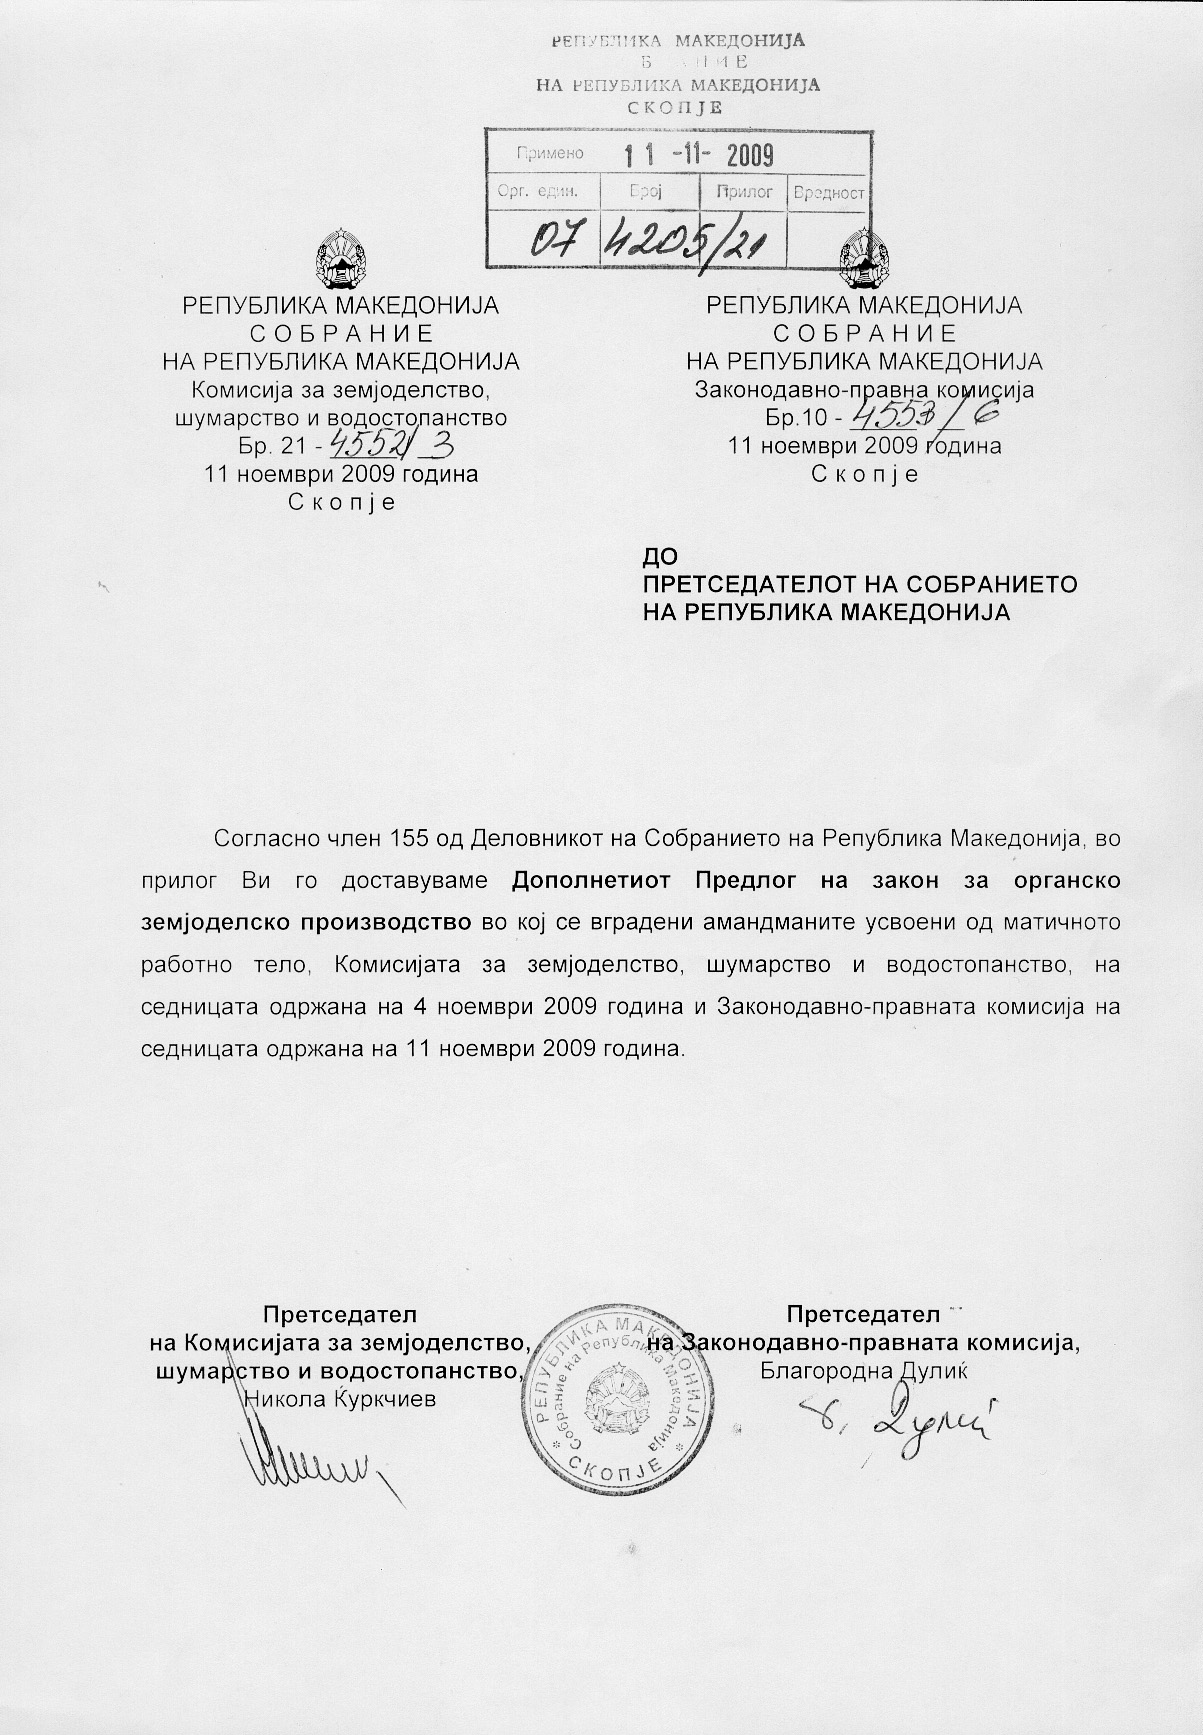 РЕПУБЛИКА МАКЕДОНИЈА
НА РЕПУБЛИКА МАКЕДОНИЈА
СКОПЈЕ
Примено 11 -11- 2009
Орг. един. Број Прилог Вредност
07 4205/21
РЕПУБЛИКА МАКЕДОНИЈА
С О Б Р А Н И Е
НА РЕПУБЛИКА МАКЕДОНИЈА
Комисија за земјоделство,
шумарство и водостопанство
Бр. 21 - 4552/3
11 ноември 2009 година
С к о п ј е
РЕПУБЛИКА МАКЕДОНИЈА
С О Б Р А Н И Е
НА РЕПУБЛИКА МАКЕДОНИЈА
Законодавно-правна комисија
Бр.10 - 4553/6
11 ноември 2009 година
С к о п ј е
ДО
ПРЕТСЕДАТЕЛОТ НА СОБРАНИЕТО
НА РЕПУБЛИКА МАКЕДОНИЈА
Согласно член 155 од Деловникот на Собранието на Република Македонија, во
прилог Ви го доставуваме Дополнетиот Предлог на закон за органско
земјоделско производство во кој се вградени амандманите усвоени од матичното
работно тело, Комисијата за земјоделство, шумарство и водостопанство, на
седницата одржана на 4 ноември 2009 година и Законодавно-правната комисија на
седницата одржана на 11 ноември 2009 година.
Претседател
на Комисијата за земјоделство,
шумарство и водостопанство,
Никола Ќуркчиев
РЕПУБЛИКА МАКЕДОНИЈА
Собрание на Република Македонија
* СКОПЈЕ *
Претседател
на Законодавно-правната комисија,
Благородна Дулиќ
Б. Дулиќ